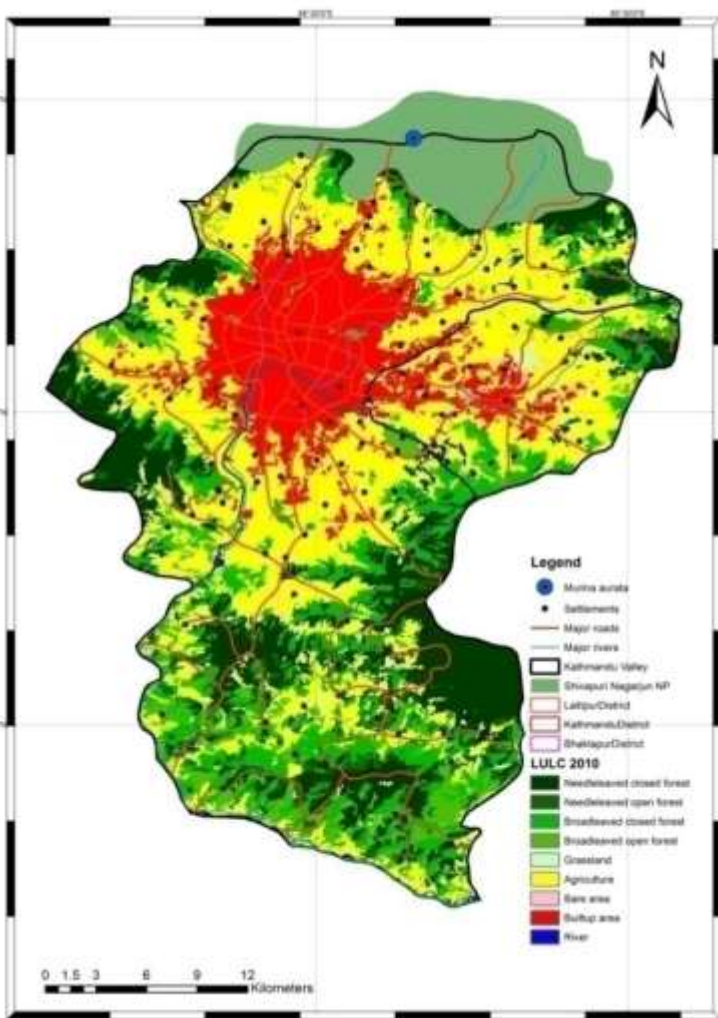 N
Legend
Murina aurata
Settlements
Major roads
Major rivers
Kathmandu Valley
Shivapuri Nagarjun NP
LalitpurDistrict
KathmanduDistrict
BhaktapurDistrict
LULC 2010
Needleleaved closed forest
Needleleaved open forest
Broadleaved closed forest
Broadleaved open forest
Grassland
Agriculture
Bare area
Builtup area
River
0 1.5 3 6 9 12
Kilometers